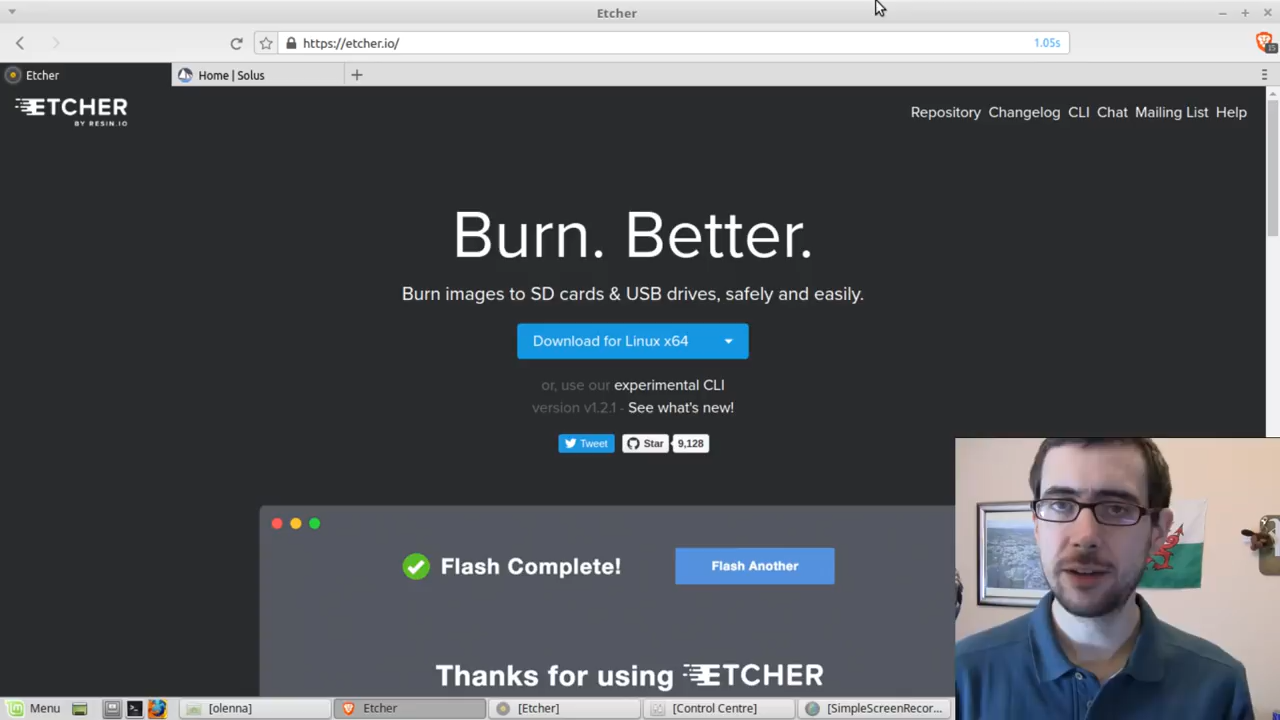 Etcher
https://etcher.io/
1.05s
15
Etcher
Home | Solus
ETCHER
BY RESIN.IO
Repository Changelog CLI Chat Mailing List Help
Burn. Better.
Burn images to SD cards & USB drives, safely and easily.
Download for Linux x64
or, use our experimental CLI
version v1.2.1 - See what's new!
Tweet Star 9,128
Flash Complete! Flash Another
Thanks for using ETCHER
Menu [olenna] Etcher [Etcher] [Control Centre] [SimpleScreenRecor...